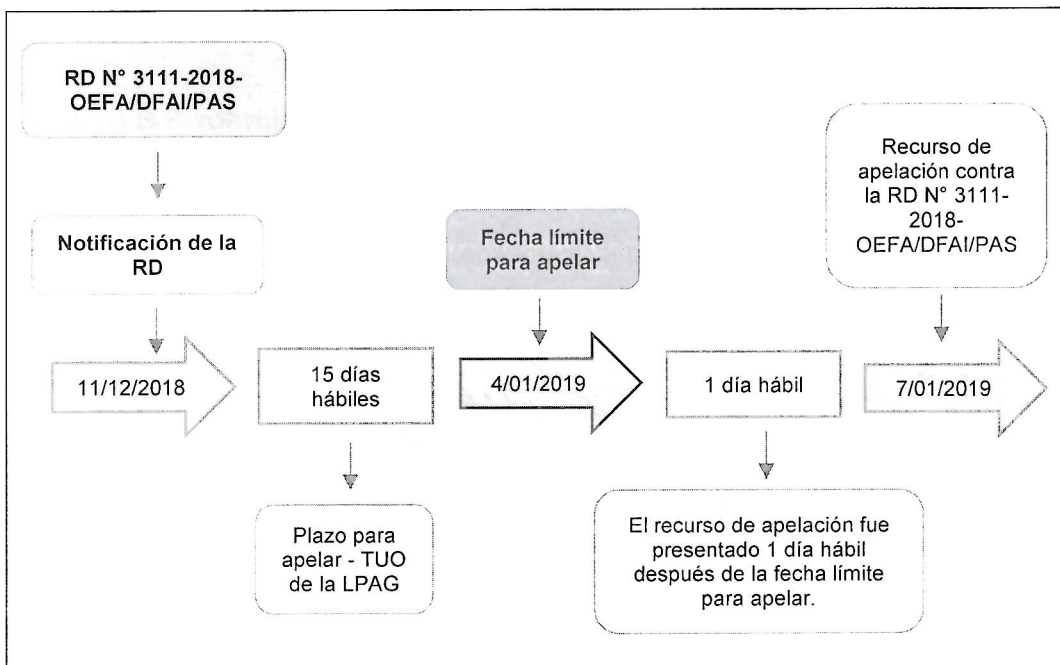 RD N° 3111-2018-
OEFA/DFAI/PAS
Notificación de la
RD
11/12/2018
15 días
hábiles
Plazo para
apelar - TUO
de la LPAG
Fecha límite
para apelar
4/01/2019
1 día hábil
El recurso de apelación fue
presentado 1 día hábil
después de la fecha límite
para apelar.
Recurso de
apelación contra
la RD N° 3111-
2018-
OEFA/DFAI/PAS
7/01/2019